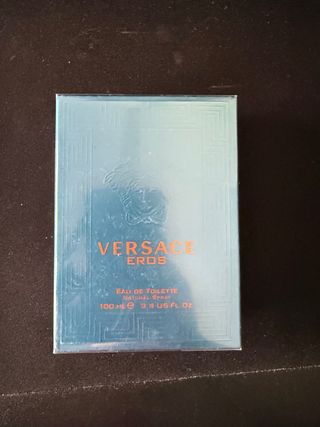 VERSACE
EROS
EAU DE TOILETTE
NATURAL SPRAY
100 ML℮ 3.4 US FL.OZ